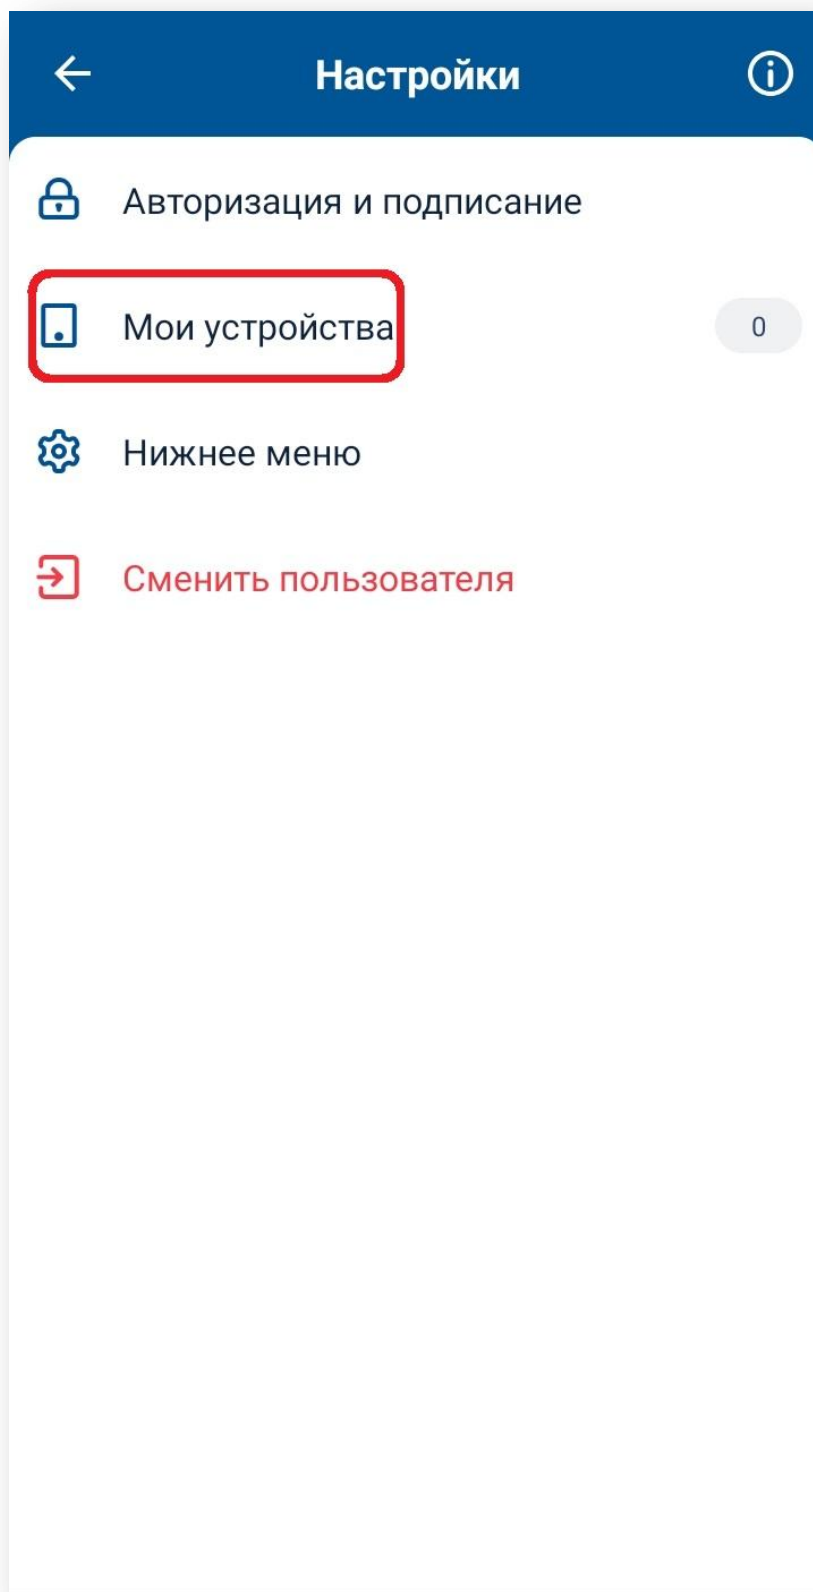 Настройки
Авторизация и подписание
Мои устройства
0
Нижнее меню
Сменить пользователя